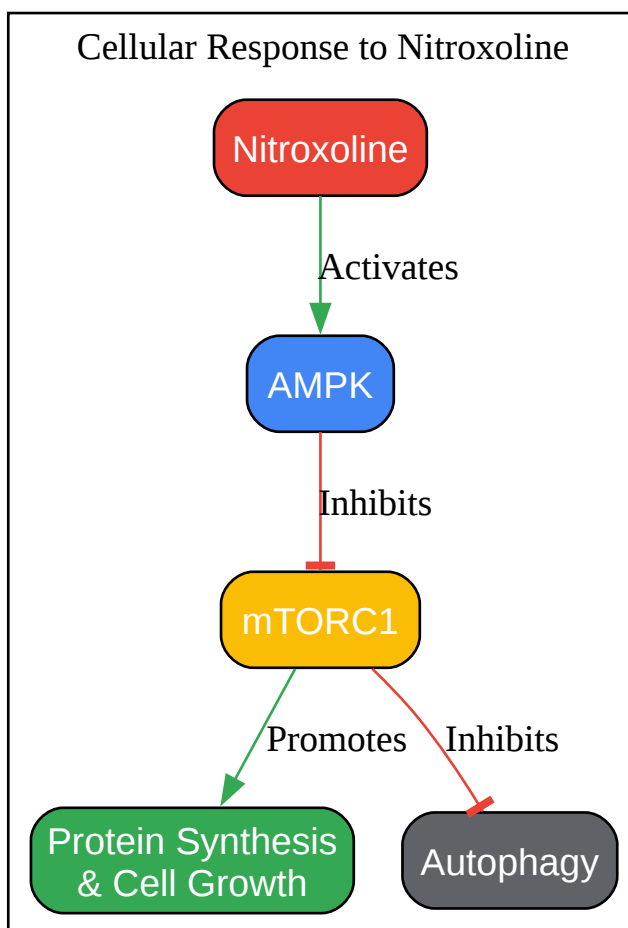 Cellular Response to Nitroxoline
Nitroxoline
Activates
AMPK
Inhibits
mTORC1
Promotes
Inhibits
Protein Synthesis
& Cell Growth
Autophagy